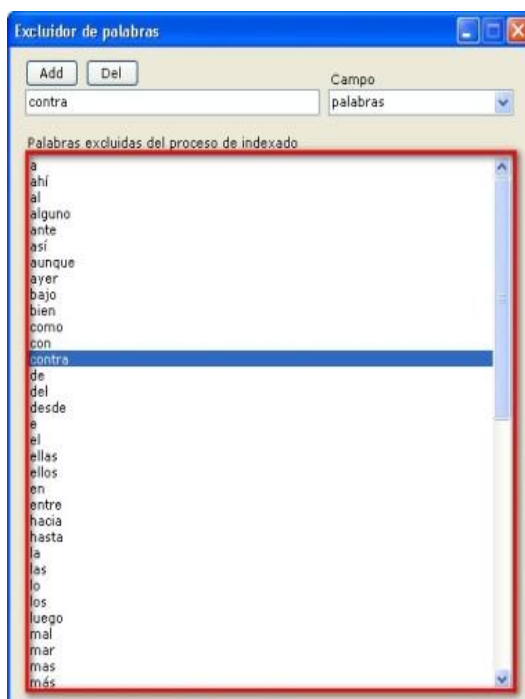 Excluidor de palabras
Add Del
Campo
contra palabras
Palabras excluidas del proceso de indexado
a
ahí
al
alguno
ante
así
aunque
ayer
bajo
bien
como
con
contra
de
del
desde
e
el
ellas
ellos
en
entre
hacia
hasta
la
las
lo
los
luego
mal
mar
mas
más